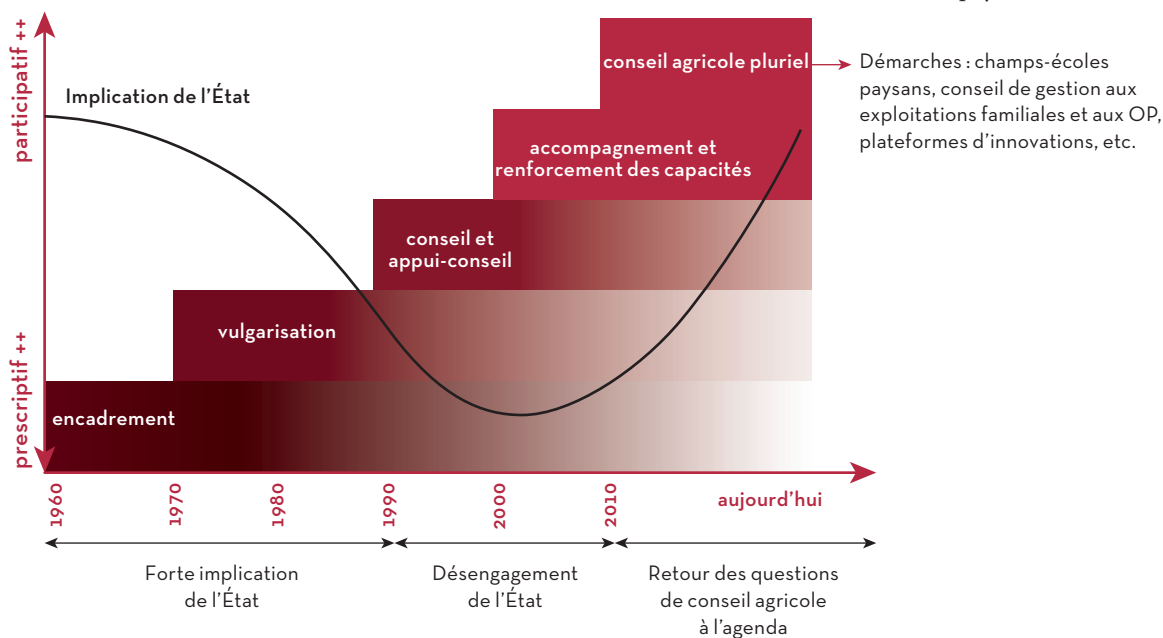 participatif ++
prescriptif ++
Implication de l'État
conseil agricole pluriel
Démarches : champs-écoles
paysans, conseil de gestion aux
exploitations familiales et aux OP,
plateformes d'innovations, etc.
accompagnement et
renforcement des capacités
conseil et
appui-conseil
vulgarisation
encadrement
1960
1970
1980
1990
2000
2010
aujourd'hui
Forte implication
de l'État
Désengagement
de l'État
Retour des questions
de conseil agricole
à l'agenda